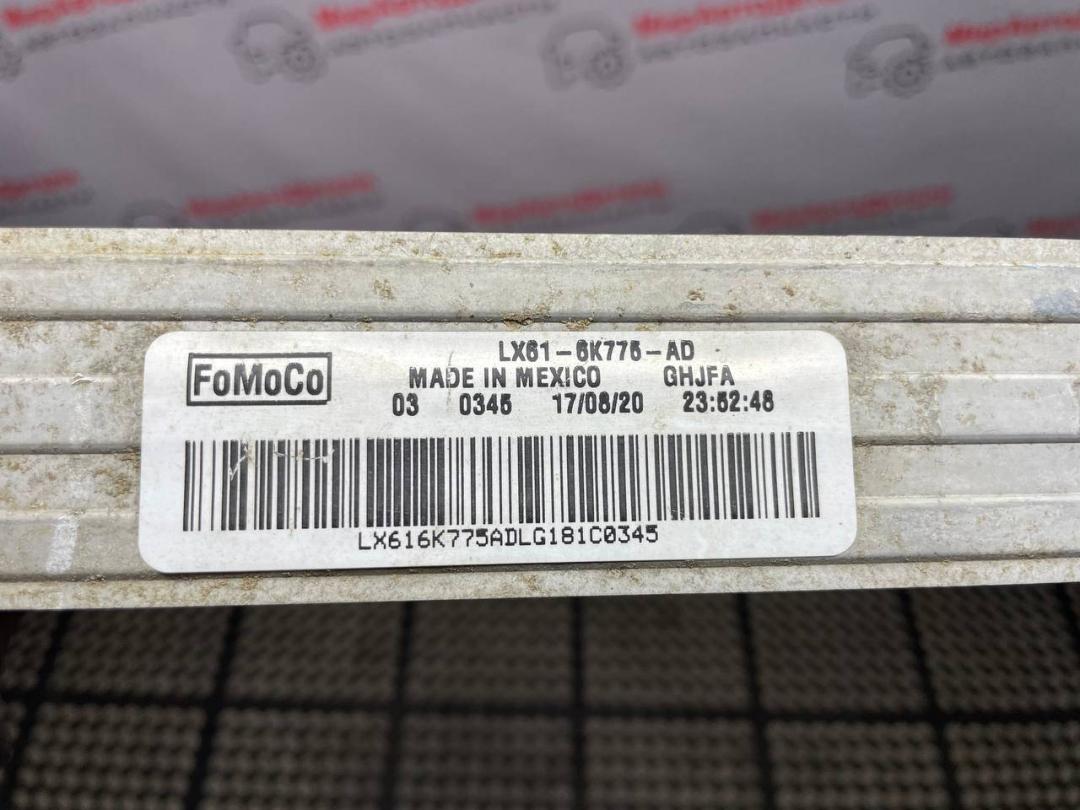 LX61-6K775-AD
FoMoCo
MADE IN MEXICO GHJFA
03 0345 17/08/20 23:52:48
LX616K775ADLG181C0345